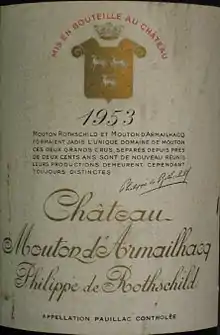 MIS EN BOUTEILLE AU CHÂTEAU
1953
MOUTON ROTHSCHILD ET MOUTON D'ARMAILHACQ
FORMAIENT JADIS L'UNIQUE DOMAINE DE MOUTON
CES DEUX GRANDS CRUS, SÉPARÉS DEPUIS PRÈS
DE DEUX CENTS ANS, SONT DE NOUVEAU RÉUNIS
LEURS PRODUCTIONS DEMEURENT, CEPENDANT
TOUJOURS DISTINCTES
Château
Mouton d'Armailhacq
Philippe de Rothschild
APPELLATION PAUILLAC CONTROLÉE